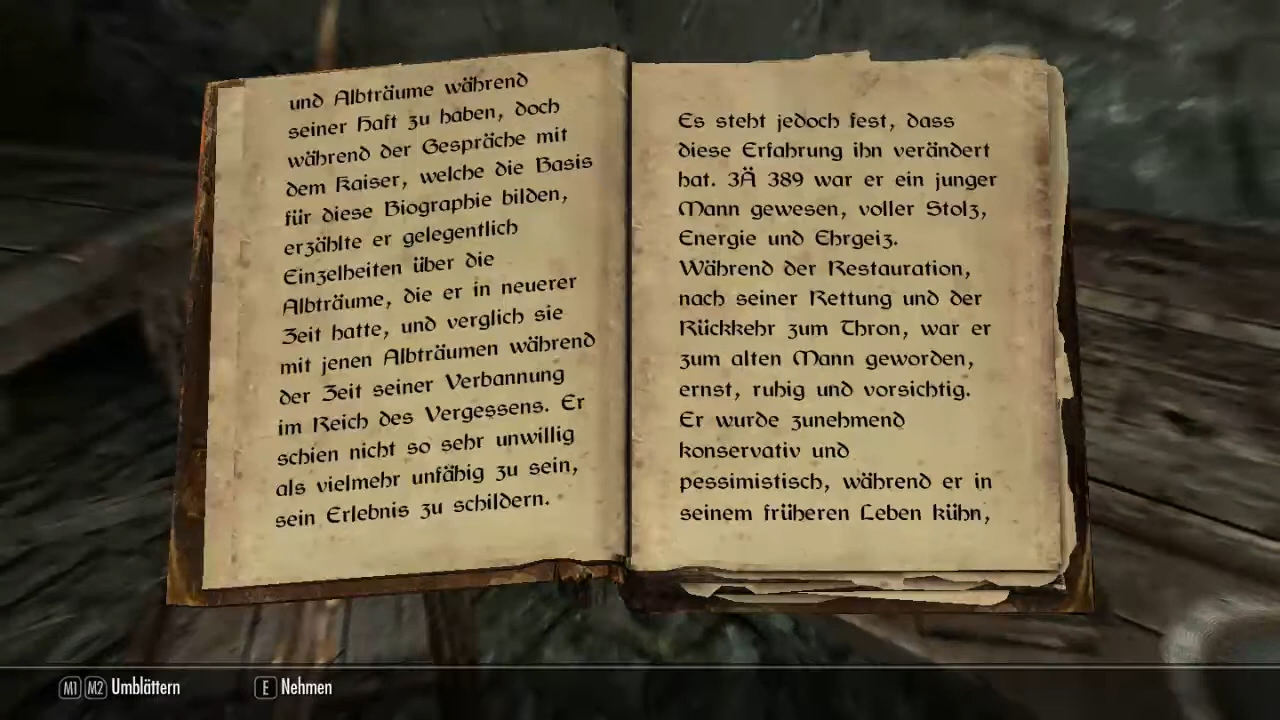 und Albträume während
seiner Haft zu haben, doch
während der Gespräche mit
dem Kaiser, welche die Basis
für diese Biographie bilden,
erzählte er gelegentlich
Einzelheiten über die
Albträume, die er in neuerer
Zeit hatte, und verglich sie
mit jenen Albträumen während
der Zeit seiner Verbannung
im Reich des Vergessens. Er
schien nicht so sehr unwillig
als vielmehr unfähig zu sein,
sein Erlebnis zu schildern.
Es steht jedoch fest, dass
diese Erfahrung ihn verändert
hat. 3Ä 389 war er ein junger
Mann gewesen, voller Stolz,
Energie und Ehrgeiz.
Während der Restauration,
nach seiner Rettung und der
Rückkehr zum Thron, war er
zum alten Mann geworden,
ernst, ruhig und vorsichtig.
Er wurde zunehmend
konservativ und
pessimistisch, während er in
seinem früheren Leben kühn,
M1 M2 Umblättern E Nehmen